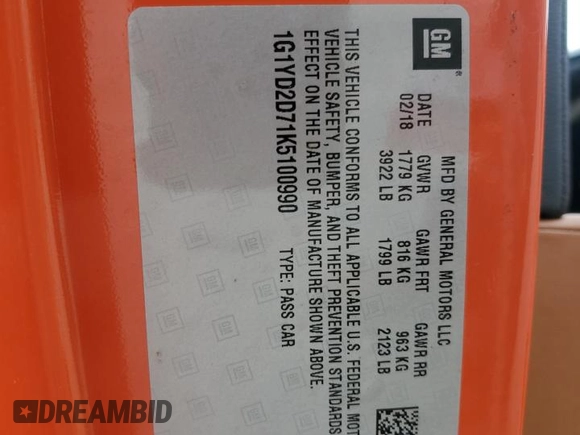 GM
®
MFD BY GENERAL MOTORS LLC
DATE GVWR GAWR FRT GAWR RR
02/18 1779 KG 816 KG 963 KG
3922 LB 1799 LB 2123 LB
THIS VEHICLE CONFORMS TO ALL APPLICABLE U.S. FEDERAL
VEHICLE SAFETY, BUMPER, AND THEFT PREVENTION STANDARDS
EFFECT ON THE DATE OF MANUFACTURE SHOWN ABOVE.
1G1YD2D71K5100990 TYPE: PASS CAR
DREAMBID